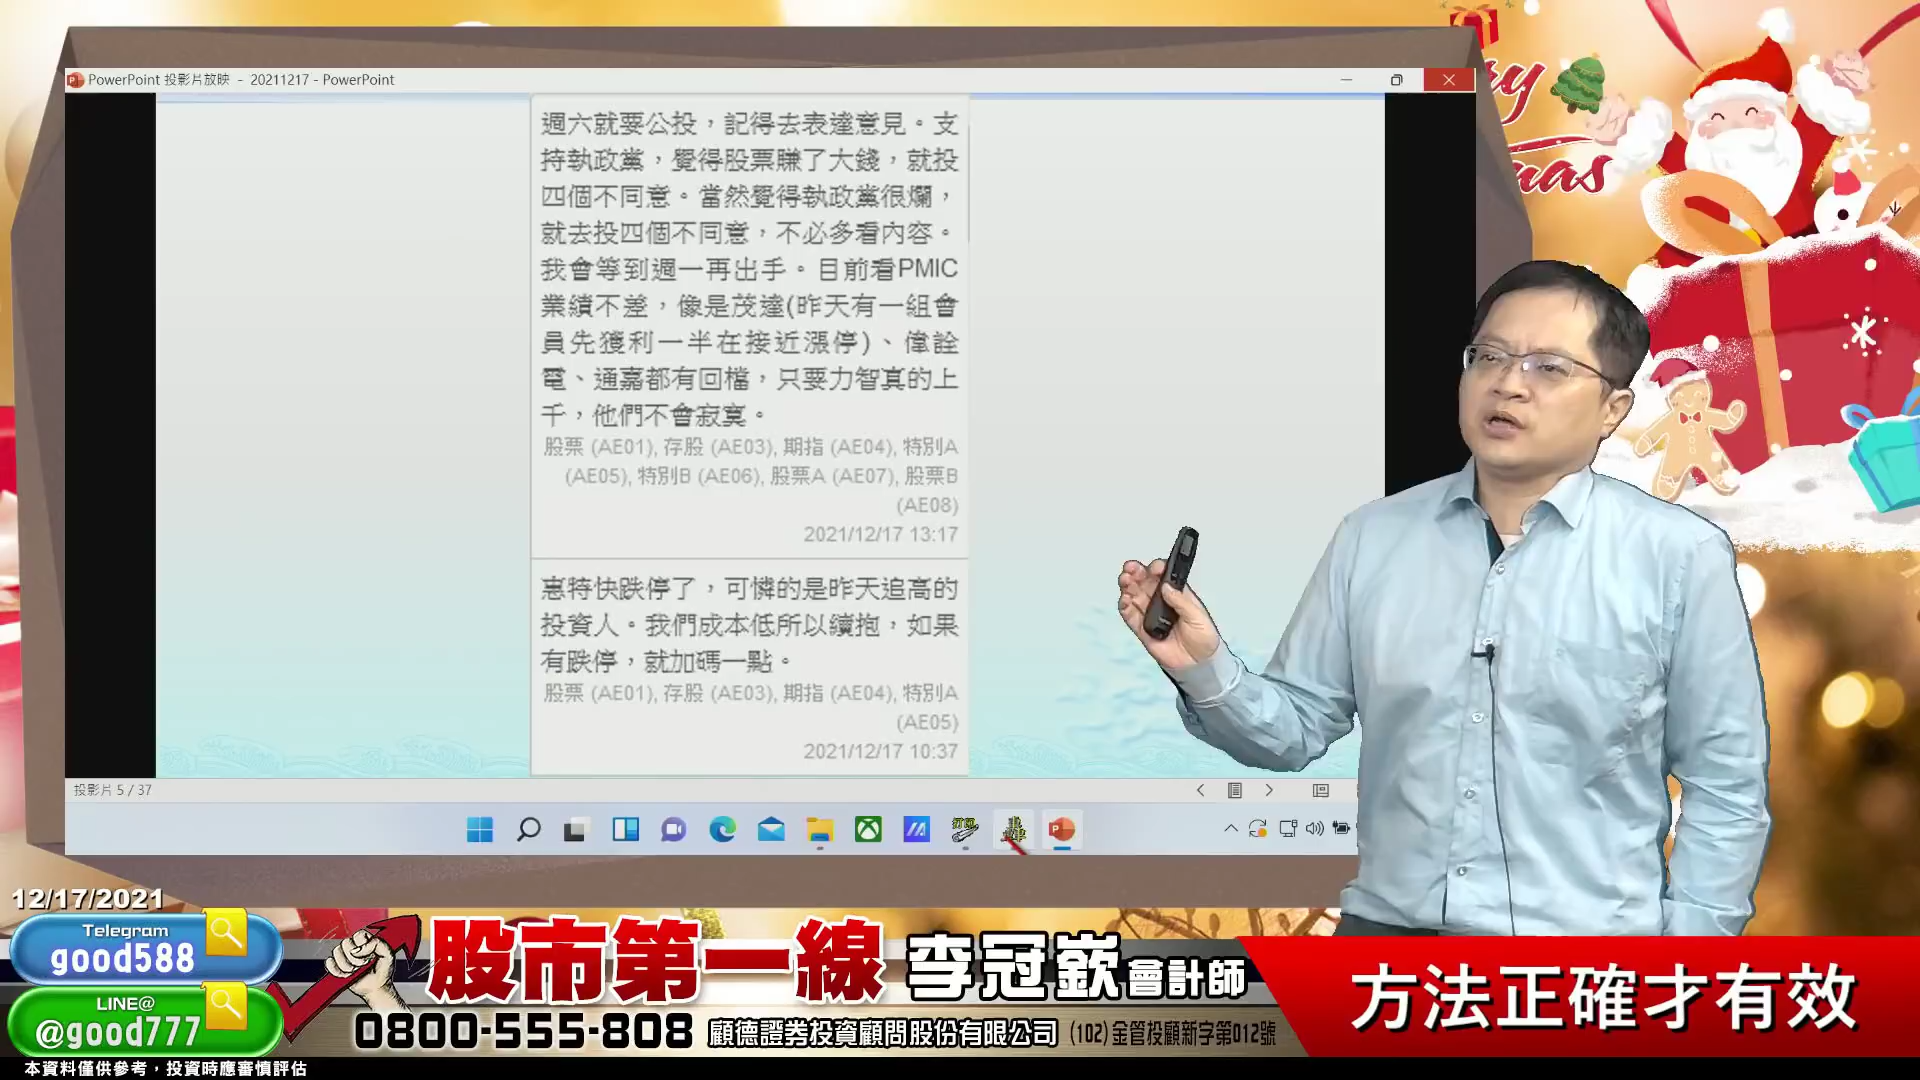 PowerPoint 投影片放映 - 20211217 - PowerPoint
週六就要公投，記得去表達意見。支
持執政黨，覺得股票賺了大錢，就投
四個不同意。當然覺得執政黨很爛，
就去投四個不同意，不必多看內容。
我會等到週一再出手。目前看PMIC
業績不差，像是茂達(昨天有一組會
員先獲利一半在接近漲停)、偉詮
電、通嘉都有回檔，只要力智真的上
千，他們不會寂寞。
股票 (AE01), 存股 (AE03), 期指 (AE04), 特別A
(AE05), 特別B (AE06), 股票A (AE07), 股票B
(AE08)
2021/12/17 13:17
惠特快跌停了，可憐的是昨天追高的
投資人。我們成本低所以續抱，如果
有跌停，就加碼一點。
股票 (AE01), 存股 (AE03), 期指 (AE04), 特別A
(AE05)
2021/12/17 10:37
投影片 5 / 37
12/17/2021
Telegram
good588
LINE@
@good777
股市第一線 李冠嶔會計師
0800-555-808 顧德證券投資顧問股份有限公司 (102)金管投顧新字第012號
方法正確才有效
本資料僅供參考，投資時應審慎評估